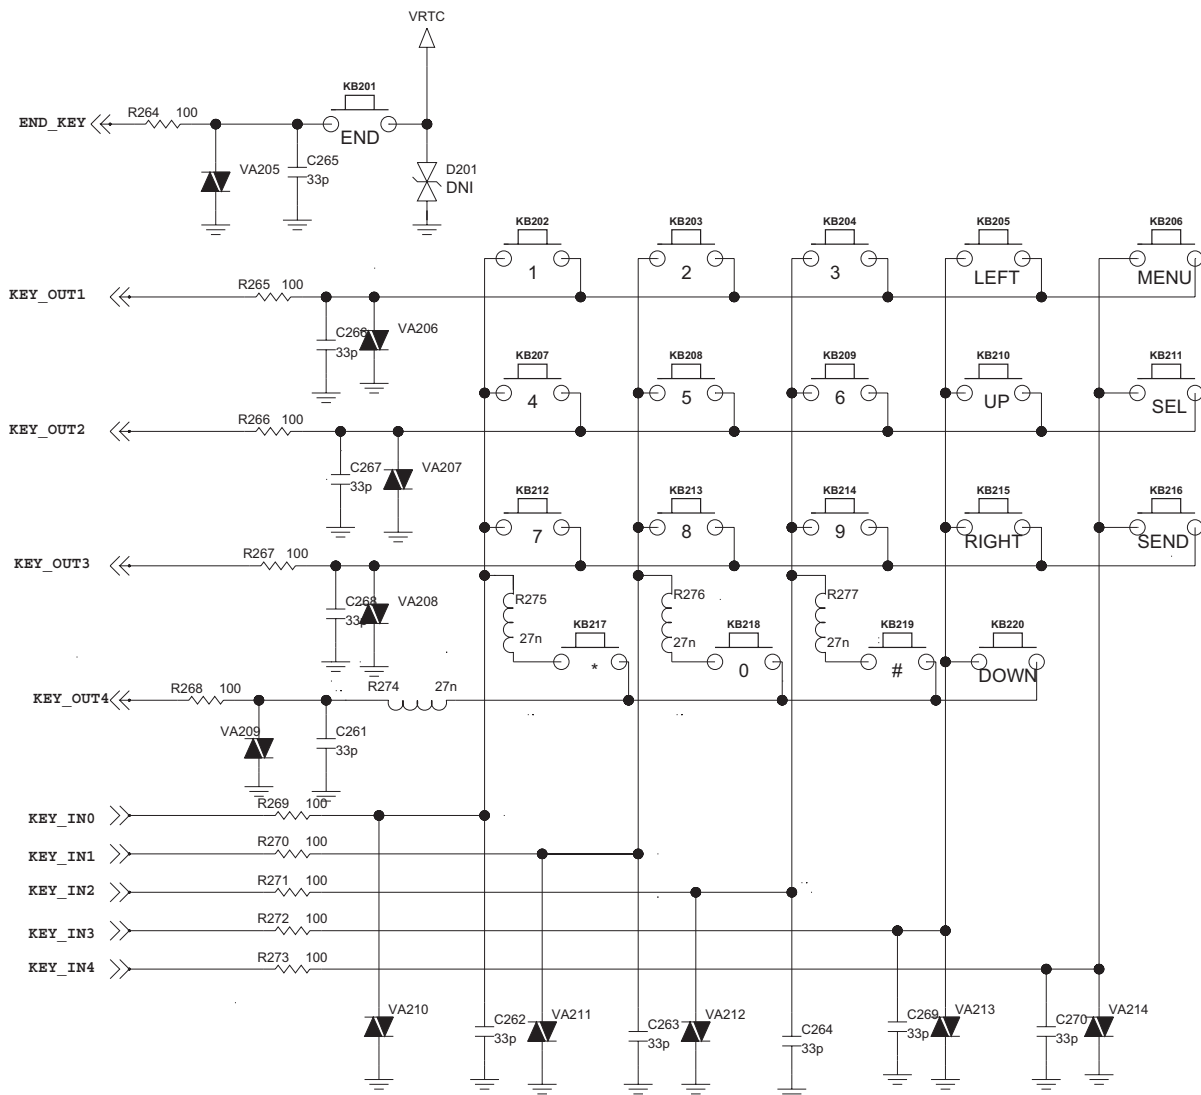 VRTC
KB201
R264 100
END_KEY
END
VA205
C265
33p
D201
DNI
KB202 KB203 KB204 KB205 KB206
1 2 3 LEFT MENU
R265 100
KEY_OUT1
C266
33p
VA206
KB207 KB208 KB209 KB210 KB211
4 5 6 UP SEL
R266 100
KEY_OUT2
C267
33p
VA207
KB212 KB213 KB214 KB215 KB216
7 8 9 RIGHT SEND
R267 100
KEY_OUT3
C268
33p
VA208
R275 R276 R277
27n 27n 27n
KB217 KB218 KB219 KB220
* 0 # DOWN
R268 100
KEY_OUT4
R274 27n
VA209
C261
33p
R269 100
KEY_IN0
R270 100
KEY_IN1
R271 100
KEY_IN2
R272 100
KEY_IN3
R273 100
KEY_IN4
VA210
C262
33p
VA211
C263
33p
VA212
C264
33p
C269
33p
VA213
C270
33p
VA214